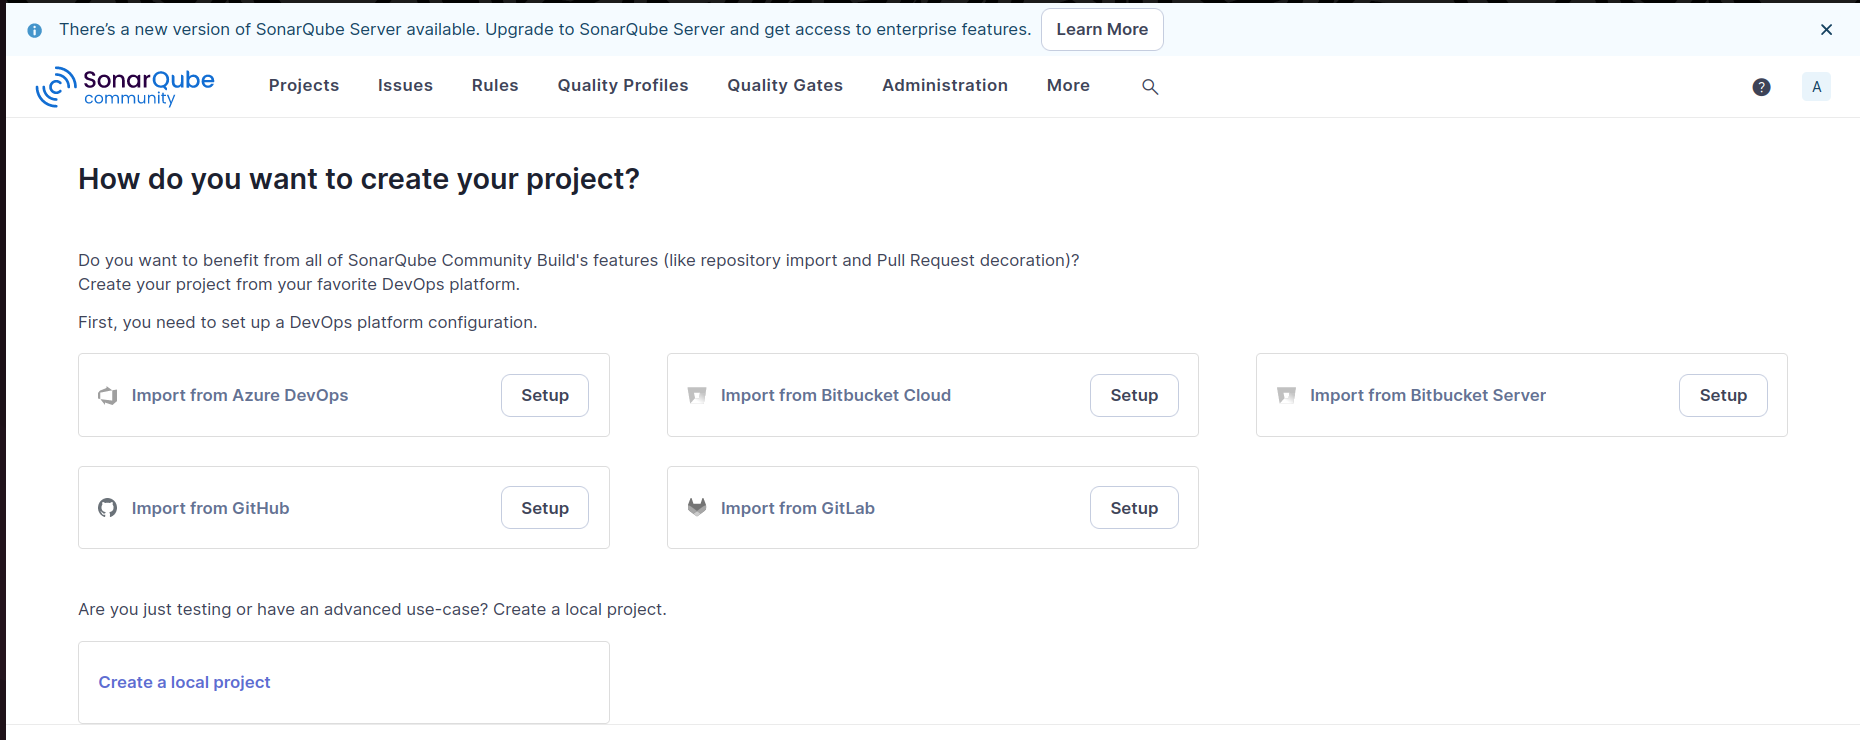 There's a new version of SonarQube Server available. Upgrade to SonarQube Server and get access to enterprise features. Learn More
SonarQube community
Projects Issues Rules Quality Profiles Quality Gates Administration More ? A
How do you want to create your project?
Do you want to benefit from all of SonarQube Community Build's features (like repository import and Pull Request decoration)?
Create your project from your favorite DevOps platform.
First, you need to set up a DevOps platform configuration.
Import from Azure DevOps Setup
Import from Bitbucket Cloud Setup
Import from Bitbucket Server Setup
Import from GitHub Setup
Import from GitLab Setup
Are you just testing or have an advanced use-case? Create a local project.
Create a local project